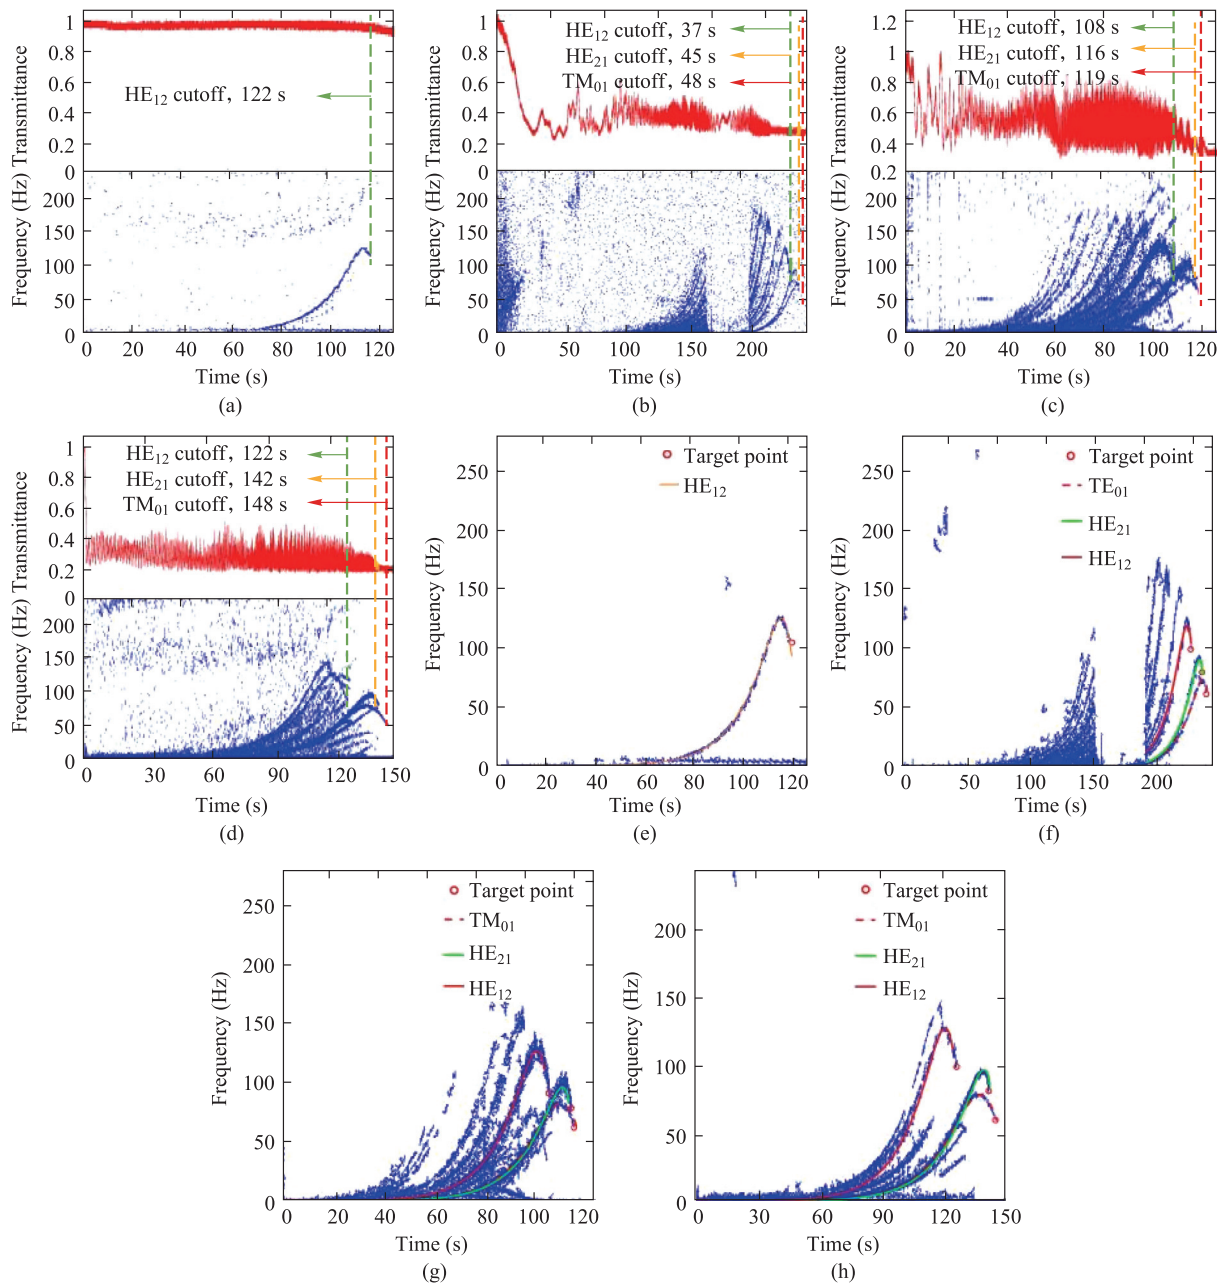 1
0.8
0.6
0.4
0.2
0
Transmittance
HE12 cutoff, 122 s
200
150
100
50
0
Frequency (Hz)
0 20 40 60 80 100 120
Time (s)
(a)
1
0.8
0.6
0.4
0.2
0
HE12 cutoff, 37 s
HE21 cutoff, 45 s
TM01 cutoff, 48 s
200
150
100
50
0
0 50 100 150 200
Time (s)
(b)
1.2
1
0.8
0.6
0.4
0.2
HE12 cutoff, 108 s
HE21 cutoff, 116 s
TM01 cutoff, 119 s
Frequency (Hz) Transmittance
200
150
100
50
0
0 20 40 60 80 100 120
Time (s)
(c)
1
0.8
0.6
0.4
0.2
0
HE12 cutoff, 122 s
HE21 cutoff, 142 s
TM01 cutoff, 148 s
Frequency (Hz) Transmittance
200
150
100
50
0
0 30 60 90 120 150
Time (s)
(d)
250
200
150
100
50
0
Frequency (Hz)
Target point
HE12
0 20 40 60 80 100 120
Time (s)
(e)
250
200
150
100
50
0
Frequency (Hz)
Target point
TE01
HE21
HE12
0 50 100 150 200
Time (s)
(f)
250
200
150
100
50
0
Frequency (Hz)
Target point
TM01
HE21
HE12
0 20 40 60 80 100 120
Time (s)
(g)
200
150
100
50
0
Frequency (Hz)
Target point
TM01
HE21
HE12
0 30 60 90 120 150
Time (s)
(h)